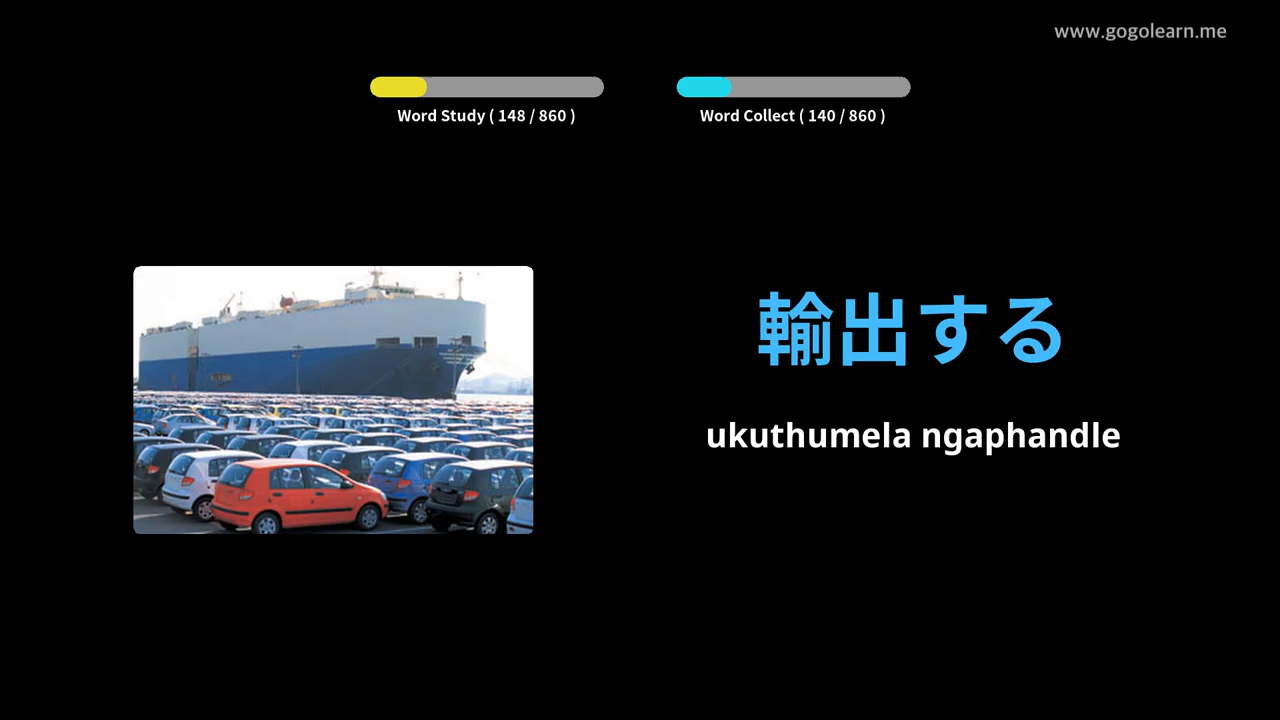 www.gogolearn.me
Word Study ( 148 / 860 )
Word Collect ( 140 / 860 )
輸出する
ukuthumela ngaphandle